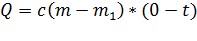 Q = c(m − m₁) * (0 − t)